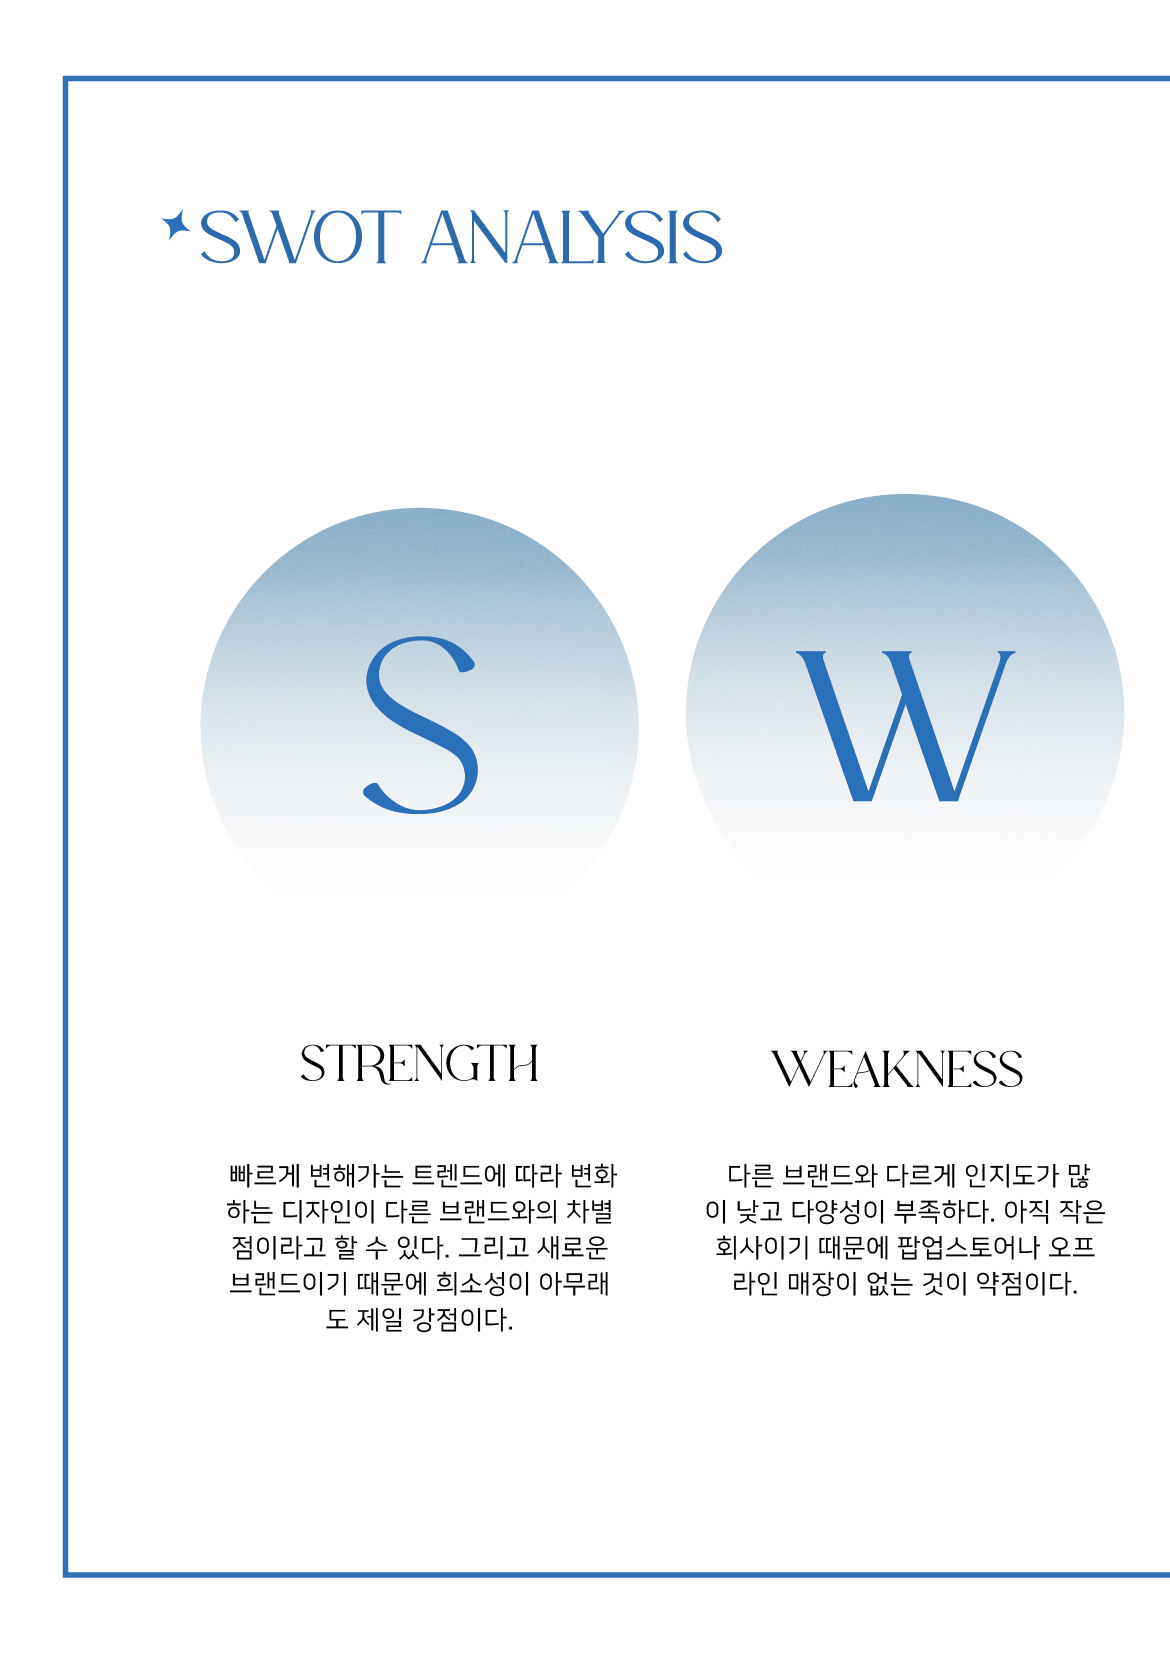 SWOT ANALYSIS
S
W
STRENGTH
빠르게 변해가는 트렌드에 따라 변화
하는 디자인이 다른 브랜드와의 차별
점이라고 할 수 있다. 그리고 새로운
브랜드이기 때문에 희소성이 아무래
도 제일 강점이다.
WEAKNESS
다른 브랜드와 다르게 인지도가 많
이 낮고 다양성이 부족하다. 아직 작은
회사이기 때문에 팝업스토어나 오프
라인 매장이 없는 것이 약점이다.